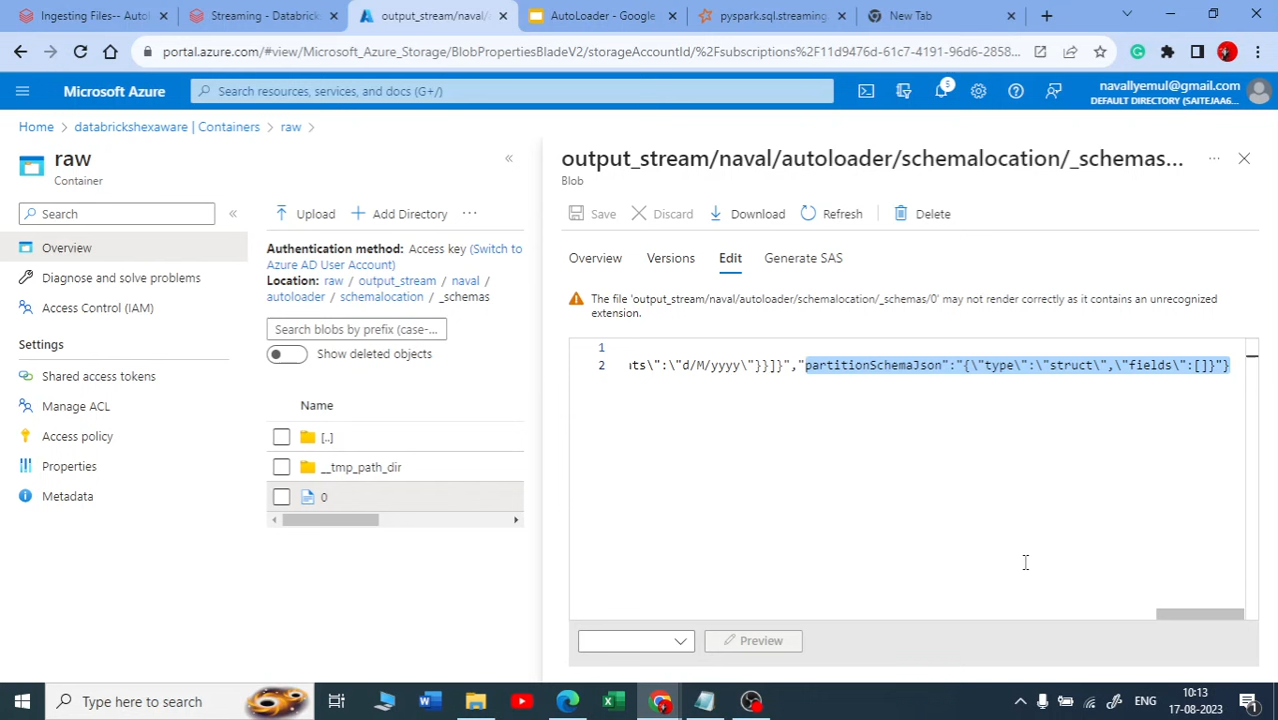 Ingesting Files-- Autol
Streaming - Databrick
output_stream/naval/
AutoLoader - Google
pyspark.sql.streaming.
New Tab
portal.azure.com/#view/Microsoft_Azure_Storage/BlobPropertiesBladeV2/storageAccountId/%2Fsubscriptions%2F11d9476d-61c7-4191-96d6-2858...
Microsoft Azure
Search resources, services, and docs (G+/)
5
navallyemul@gmail.com
DEFAULT DIRECTORY (SAITEJAA6...
Home > databrickshexaware | Containers > raw >
raw
Container
«
Search
«
Overview
Diagnose and solve problems
Access Control (IAM)
Settings
Shared access tokens
Manage ACL
Access policy
Properties
Metadata
Upload
Add Directory
...
Authentication method: Access key (Switch to
Azure AD User Account)
Location: raw / output_stream / naval /
autoloader / schemalocation / _schemas
Search blobs by prefix (case-...
Show deleted objects
Name
[..]
__tmp_path_dir
0
output_stream/naval/autoloader/schemalocation/_schemas...
...
Blob
Save
Discard
Download
Refresh
Delete
Overview
Versions
Edit
Generate SAS
The file 'output_stream/naval/autoloader/schemalocation/_schemas/0' may not render correctly as it contains an unrecognized
extension.
1
2 its\":\"d/M/yyyy\"}}]}","partitionSchemaJson":"{\"type\":\"struct\",\"fields\":[]}"}
Preview
Type here to search
ENG
10:13
17-08-2023
1